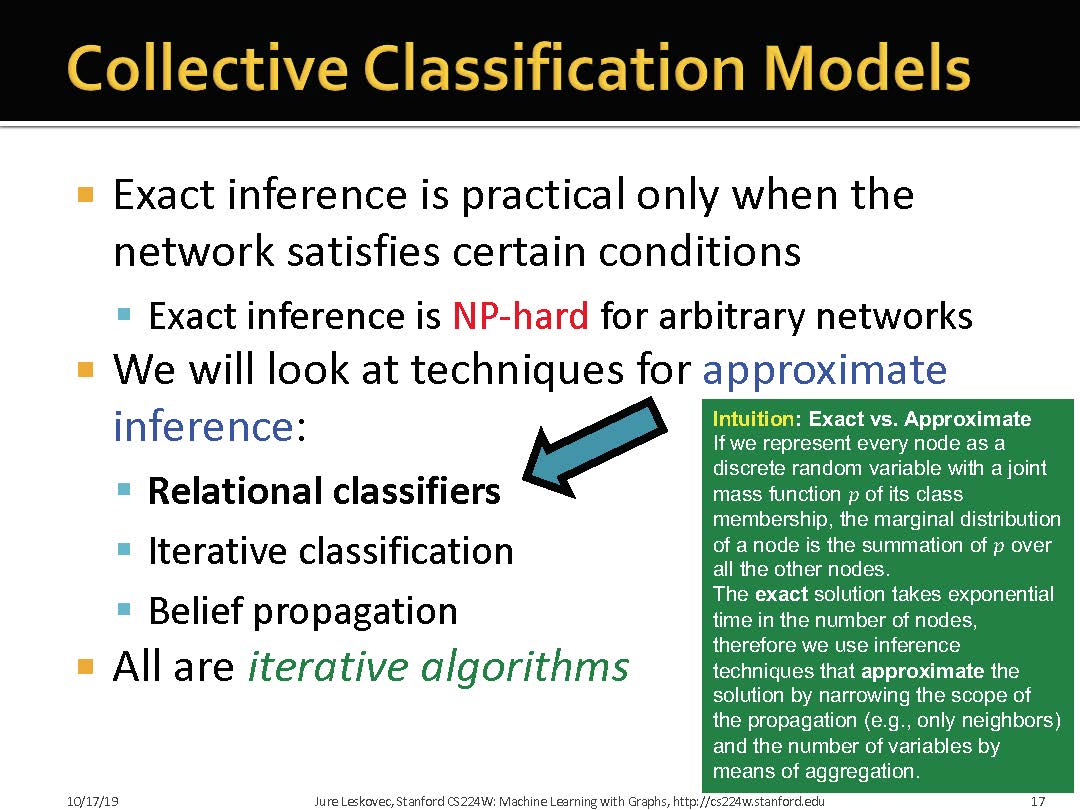 Collective Classification Models
Exact inference is practical only when the
network satisfies certain conditions
Exact inference is NP-hard for arbitrary networks
We will look at techniques for approximate
inference:
Relational classifiers
Iterative classification
Belief propagation
All are iterative algorithms
Intuition: Exact vs. Approximate
If we represent every node as a
discrete random variable with a joint
mass function p of its class
membership, the marginal distribution
of a node is the summation of p over
all the other nodes.
The exact solution takes exponential
time in the number of nodes,
therefore we use inference
techniques that approximate the
solution by narrowing the scope of
the propagation (e.g., only neighbors)
and the number of variables by
means of aggregation.
10/17/19
Jure Leskovec, Stanford CS224W: Machine Learning with Graphs, http://cs224w.stanford.edu
17